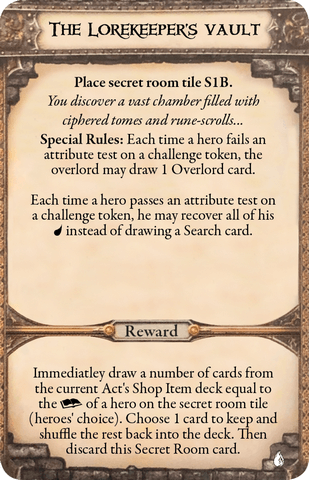 The Lorekeeper's vault
Place secret room tile S1B.
You discover a vast chamber filled with
ciphered tomes and rune-scrolls...
Special Rules: Each time a hero fails an
attribute test on a challenge token, the
overlord may draw 1 Overlord card.
Each time a hero passes an attribute test on
a challenge token, he may recover all of his
instead of drawing a Search card.
Reward
Immediatley draw a number of cards from
the current Act's Shop Item deck equal to
the of a hero on the secret room tile
(heroes' choice). Choose 1 card to keep and
shuffle the rest back into the deck. Then
discard this Secret Room card.